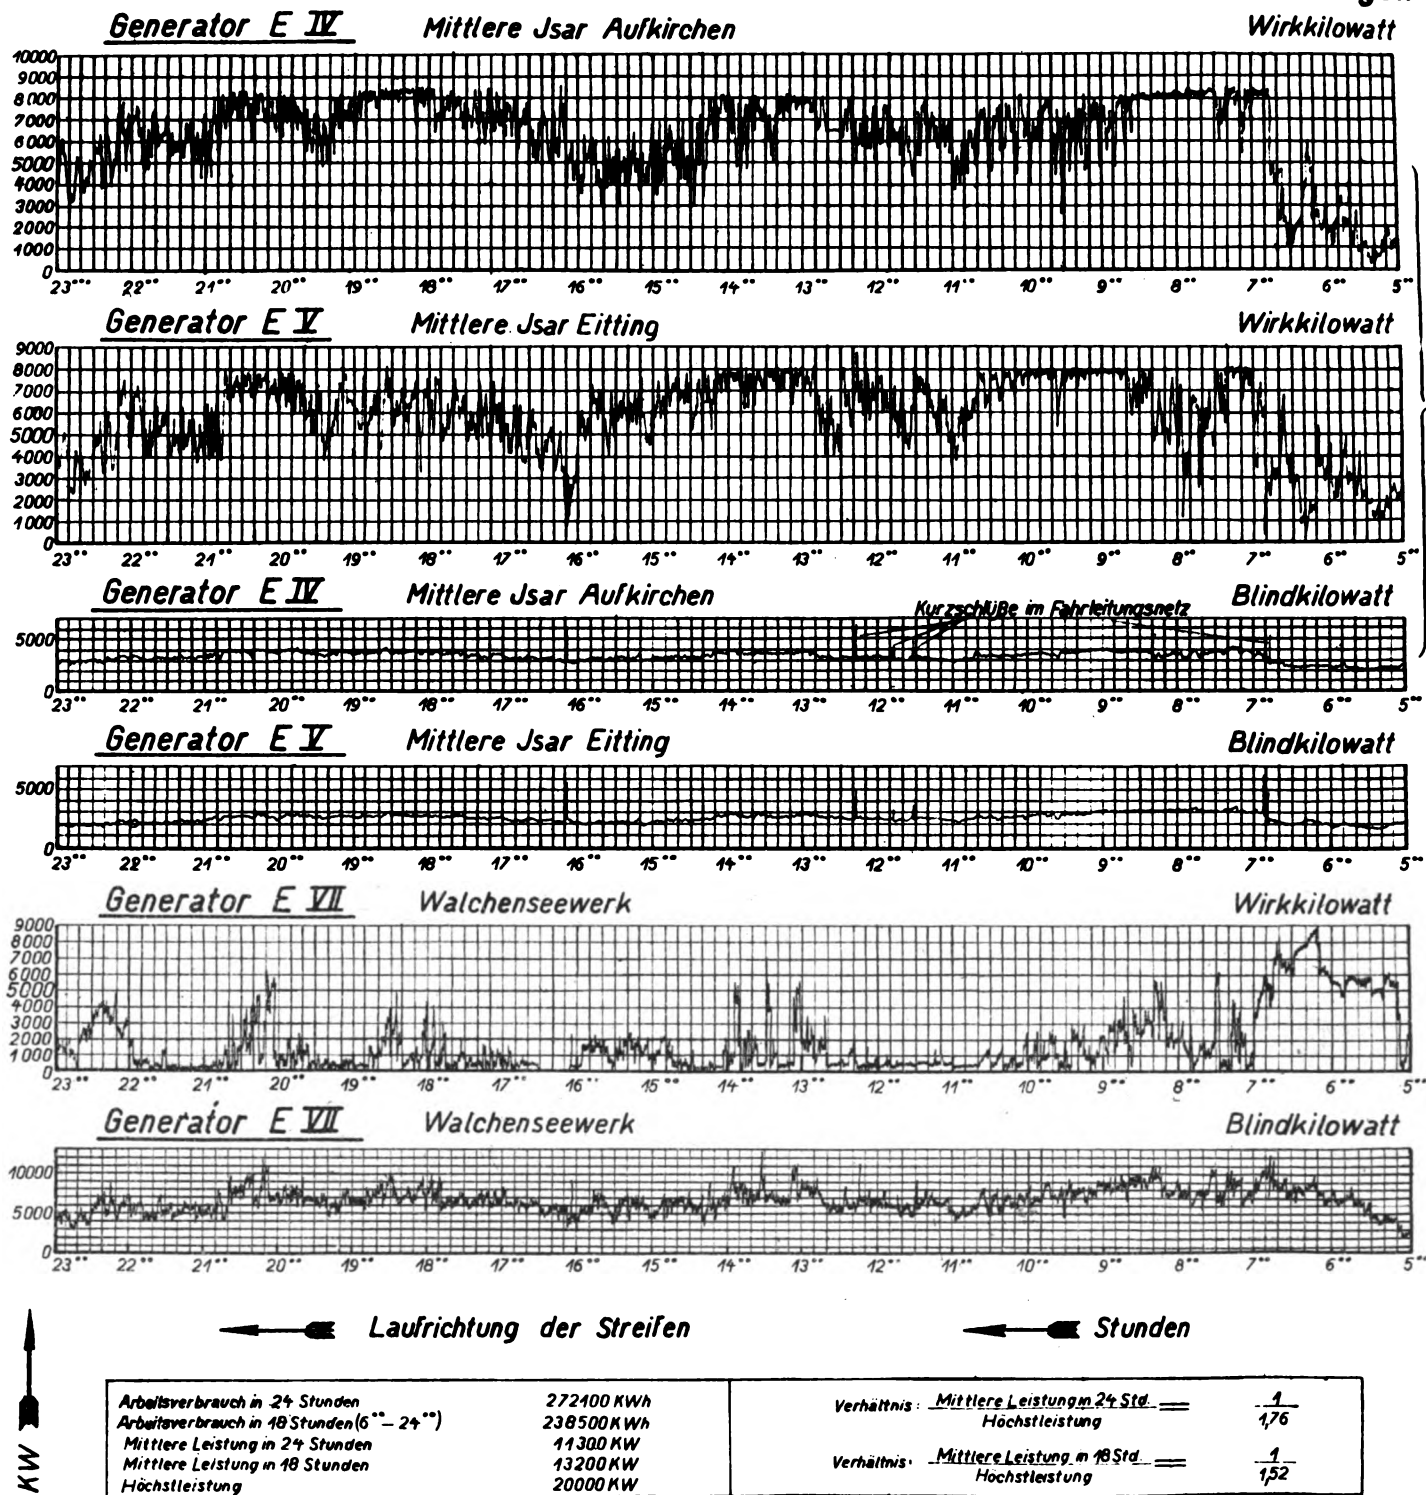 Generator E IV Mittlere Jsar Aufkirchen Wirkkilowatt
10000
9000
8000
7000
6000
5000
4000
3000
2000
1000
0
23°° 22°° 21°° 20°° 19°° 18°° 17°° 16°° 15°° 14°° 13°° 12°° 11°° 10°° 9°° 8°° 7°° 6°° 5°°
Generator E V Mittlere Jsar Eitting Wirkkilowatt
9000
8000
7000
6000
5000
4000
3000
2000
1000
0
23°° 22°° 21°° 20°° 19°° 18°° 17°° 16°° 15°° 14°° 13°° 12°° 11°° 10°° 9°° 8°° 7°° 6°° 5°°
Generator E IV Mittlere Jsar Aufkirchen Blindkilowatt
Kurzschlüße im Fahrleitungsnetz
5000
0
23°° 22°° 21°° 20°° 19°° 18°° 17°° 16°° 15°° 14°° 13°° 12°° 11°° 10°° 9°° 8°° 7°° 6°° 5°°
Generator E V Mittlere Jsar Eitting Blindkilowatt
5000
0
23°° 22°° 21°° 20°° 19°° 18°° 17°° 16°° 15°° 14°° 13°° 12°° 11°° 10°° 9°° 8°° 7°° 6°° 5°°
Generator E VII Walchenseewerk Wirkkilowatt
9000
8000
7000
6000
5000
4000
3000
2000
1000
0
23°° 22°° 21°° 20°° 19°° 18°° 17°° 16°° 15°° 14°° 13°° 12°° 11°° 10°° 9°° 8°° 7°° 6°° 5°°
Generator E VII Walchenseewerk Blindkilowatt
10000
5000
0
23°° 22°° 21°° 20°° 19°° 18°° 17°° 16°° 15°° 14°° 13°° 12°° 11°° 10°° 9°° 8°° 7°° 6°° 5°°
Laufrichtung der Streifen Stunden
KW
Arbeitsverbrauch in 24 Stunden 272100 KWh
Arbeitsverbrauch in 18 Stunden (6°° – 24°°) 238500 KWh
Mittlere Leistung in 24 Stunden 11300 KW
Mittlere Leistung in 18 Stunden 13200 KW
Höchstleistung 20000 KW
Verhältnis: Mittlere Leistung in 24 Std. = 1
Höchstleistung 1,76
Verhältnis: Mittlere Leistung in 18 Std. = 1
Höchstleistung 1,52